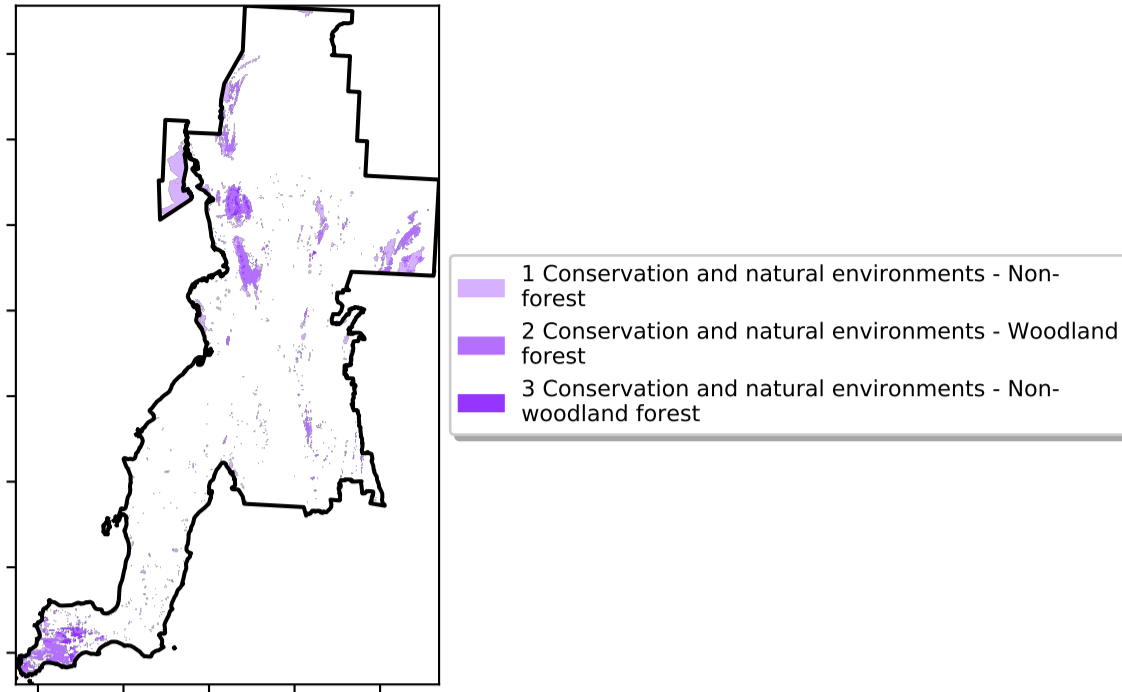 1 Conservation and natural environments - Non-
forest
2 Conservation and natural environments - Woodland
forest
3 Conservation and natural environments - Non-
woodland forest